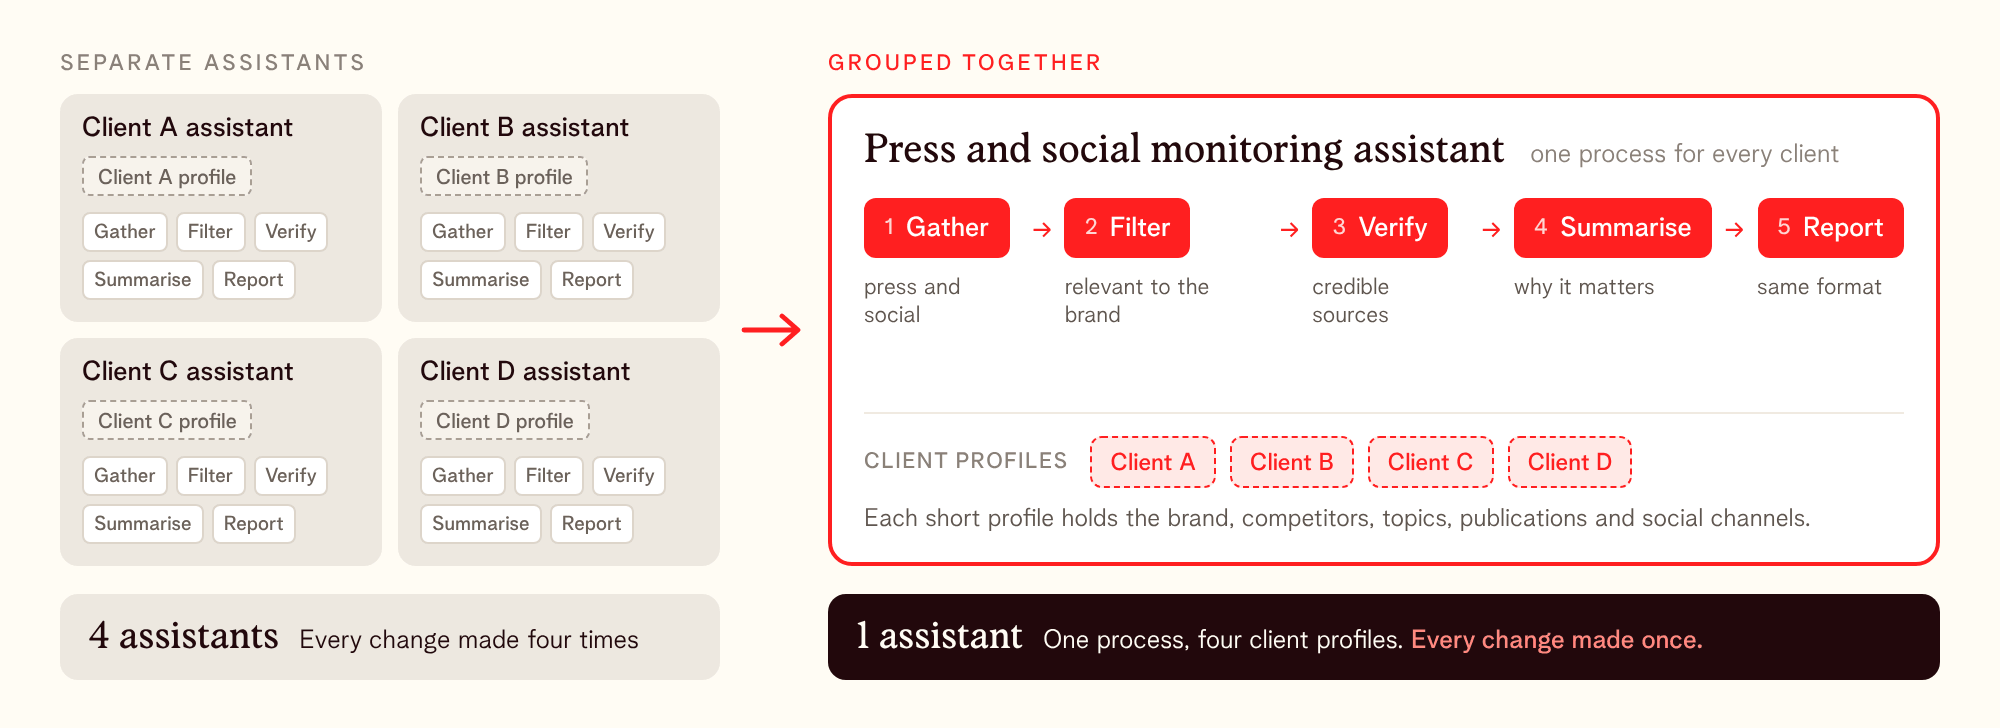 SEPARATE ASSISTANTS
Client A assistant
Client A profile
Gather Filter Verify
Summarise Report
Client B assistant
Client B profile
Gather Filter Verify
Summarise Report
Client C assistant
Client C profile
Gather Filter Verify
Summarise Report
Client D assistant
Client D profile
Gather Filter Verify
Summarise Report
4 assistants Every change made four times
→
GROUPED TOGETHER
Press and social monitoring assistant one process for every client
1 Gather → 2 Filter → 3 Verify → 4 Summarise → 5 Report
press and
social
relevant to the
brand
credible
sources
why it matters
same format
CLIENT PROFILES Client A Client B Client C Client D
Each short profile holds the brand, competitors, topics, publications and social channels.
1 assistant One process, four client profiles. Every change made once.